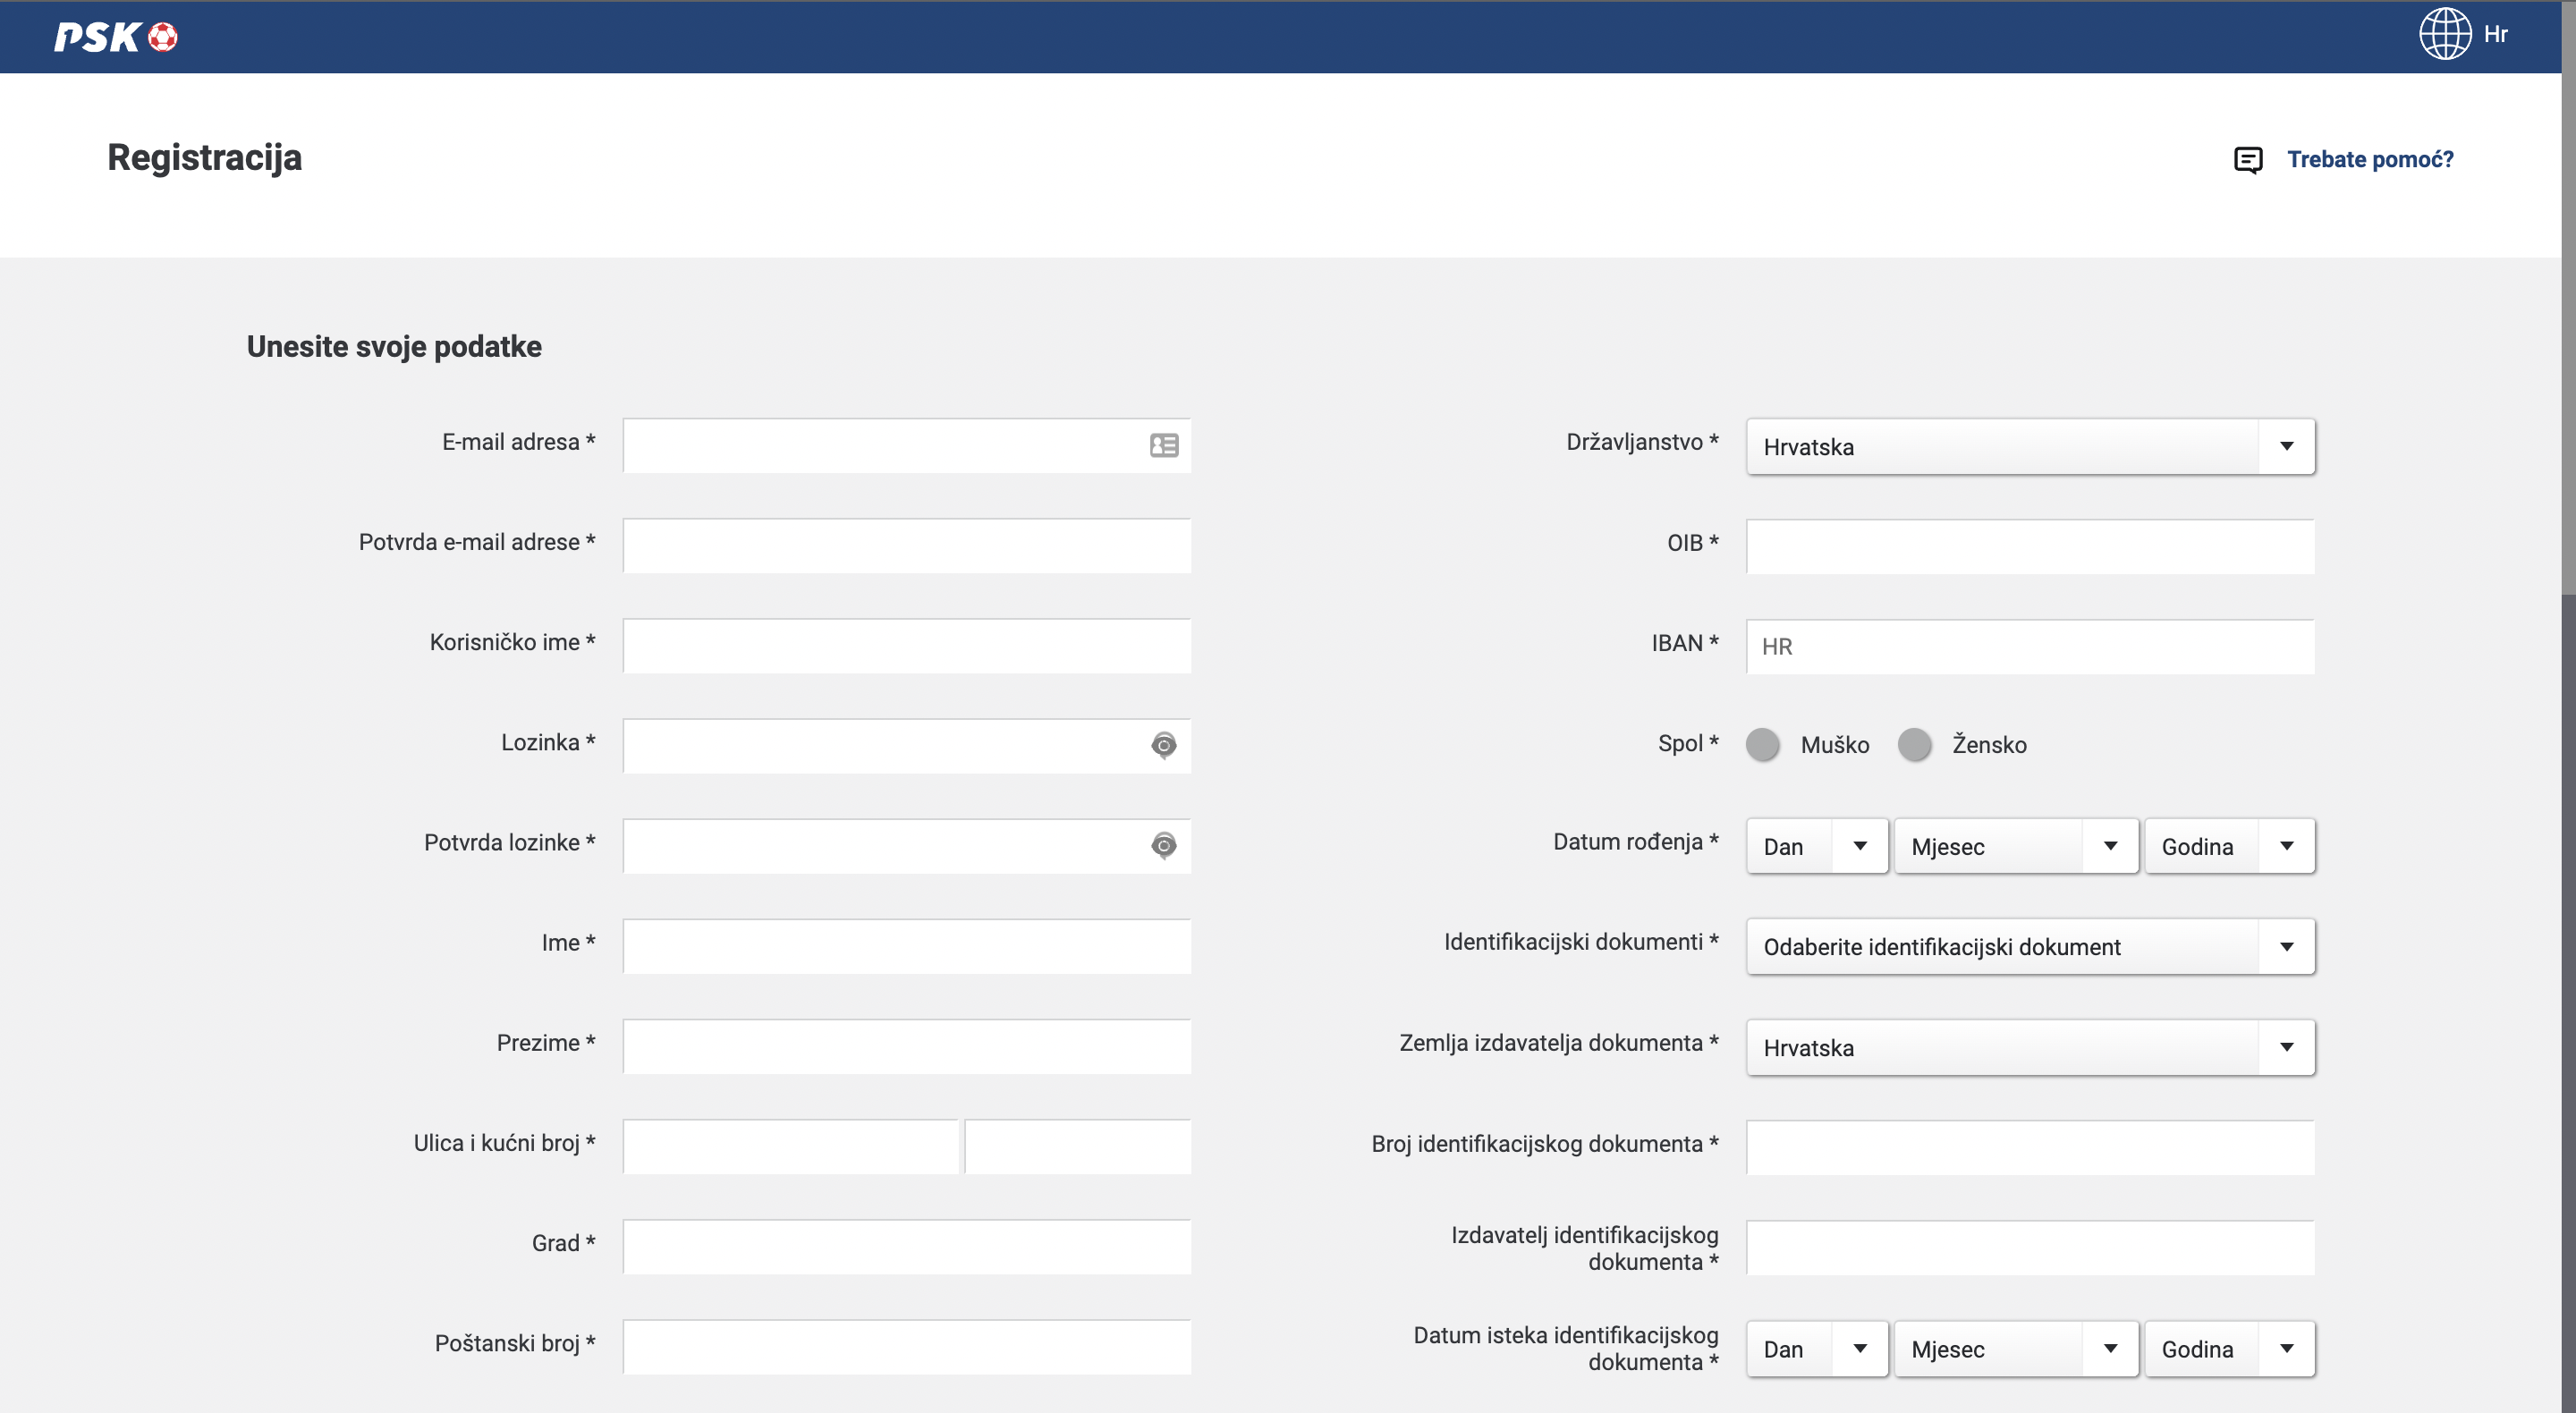 PSK
Hr
Registracija
Trebate pomoć?
Unesite svoje podatke
E-mail adresa *
Potvrda e-mail adrese *
Korisničko ime *
Lozinka *
Potvrda lozinke *
Ime *
Prezime *
Ulica i kućni broj *
Grad *
Poštanski broj *
Državljanstvo *
Hrvatska
OIB *
IBAN *
HR
Spol *
Muško
Žensko
Datum rođenja *
Dan
Mjesec
Godina
Identifikacijski dokumenti *
Odaberite identifikacijski dokument
Zemlja izdavatelja dokumenta *
Hrvatska
Broj identifikacijskog dokumenta *
Izdavatelj identifikacijskog
dokumenta *
Datum isteka identifikacijskog
dokumenta *
Dan
Mjesec
Godina